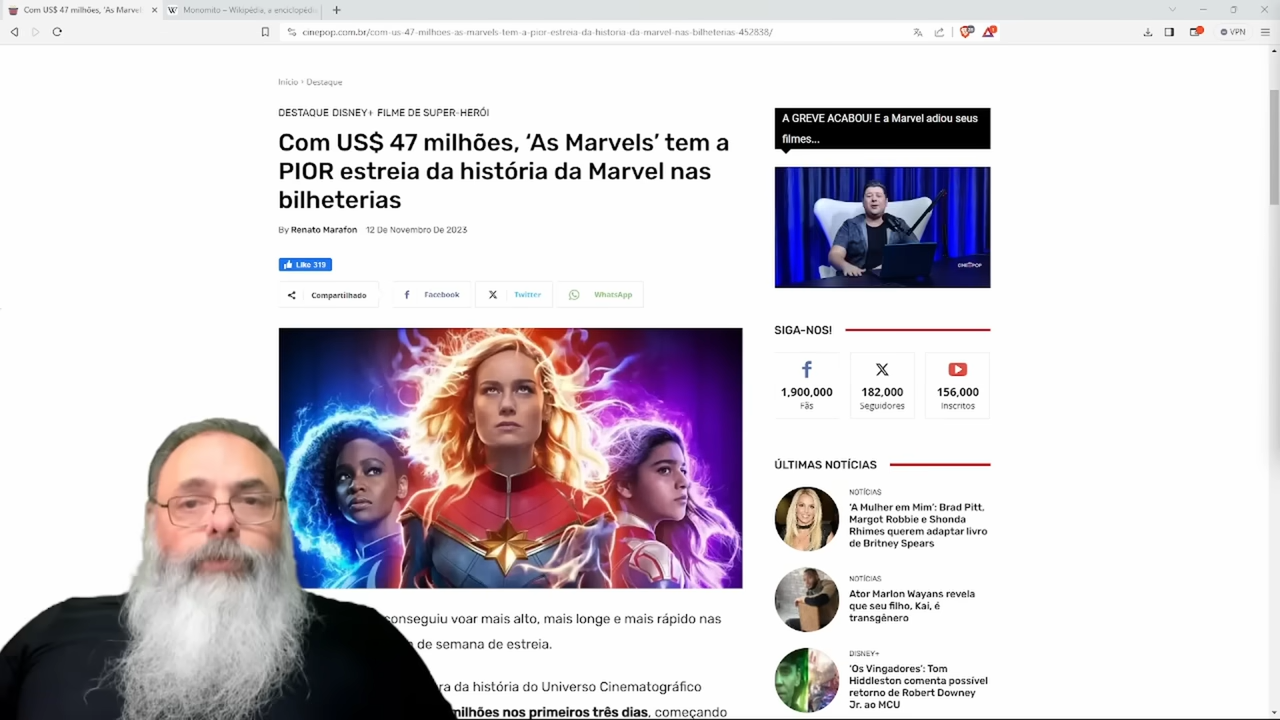 Com US$ 47 milhões, 'As Marvel
Monomito – Wikipédia, a enciclopédi
cinepop.com.br/com-us-47-milhoes-as-marvels-tem-a-pior-estreia-da-historia-da-marvel-nas-bilheterias-452838/
VPN
Início › Destaque
DESTAQUE DISNEY+ FILME DE SUPER-HERÓI
Com US$ 47 milhões, ‘As Marvels’ tem a
PIOR estreia da história da Marvel nas
bilheterias
By Renato Marafon 12 De Novembro De 2023
Like 319
Compartilhado
Facebook
Twitter
WhatsApp
conseguiu voar mais alto, mais longe e mais rápido nas
de semana de estreia.
ra da história do Universo Cinematográfico
milhões nos primeiros três dias, começando
A GREVE ACABOU! E a Marvel adiou seus
filmes...
CINEPOP
SIGA-NOS!
1,900,000
Fãs
182,000
Seguidores
156,000
Inscritos
ÚLTIMAS NOTÍCIAS
NOTÍCIAS
‘A Mulher em Mim’: Brad Pitt,
Margot Robbie e Shonda
Rhimes querem adaptar livro
de Britney Spears
NOTÍCIAS
Ator Marlon Wayans revela
que seu filho, Kai, é
transgênero
DISNEY+
‘Os Vingadores’: Tom
Hiddleston comenta possível
retorno de Robert Downey
Jr. ao MCU